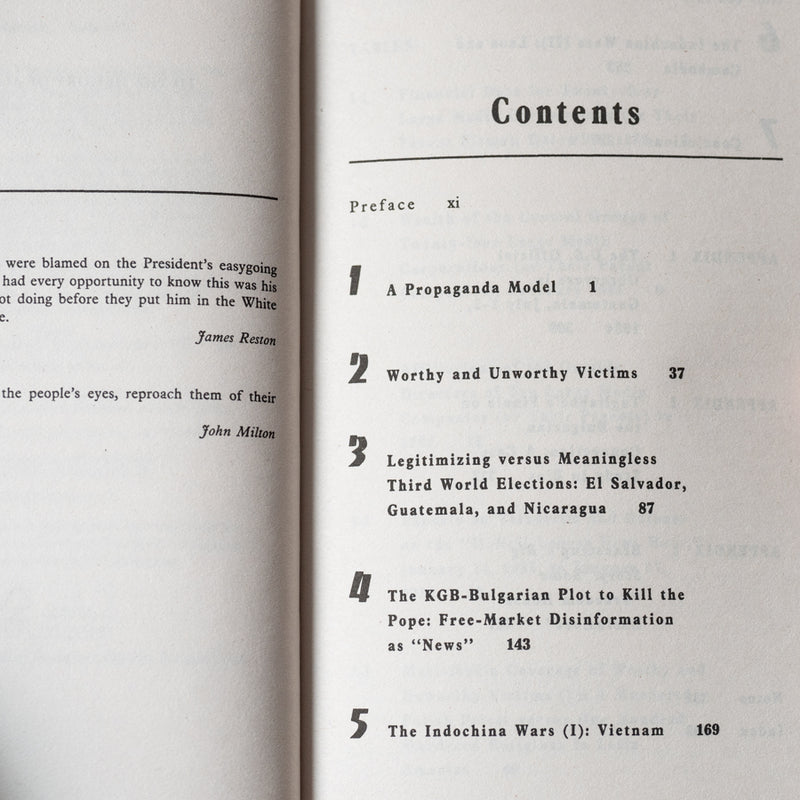 were blamed on the President's easygoing
had every opportunity to know this was his
ot doing before they put him in the White
e.
James Reston
the people's eyes, reproach them of their
John Milton
Contents
Preface xi
1 A Propaganda Model 1
2 Worthy and Unworthy Victims 37
3 Legitimizing versus Meaningless
Third World Elections: El Salvador,
Guatemala, and Nicaragua 87
4 The KGB-Bulgarian Plot to Kill the
Pope: Free-Market Disinformation
as “News” 143
5 The Indochina Wars (I): Vietnam 169